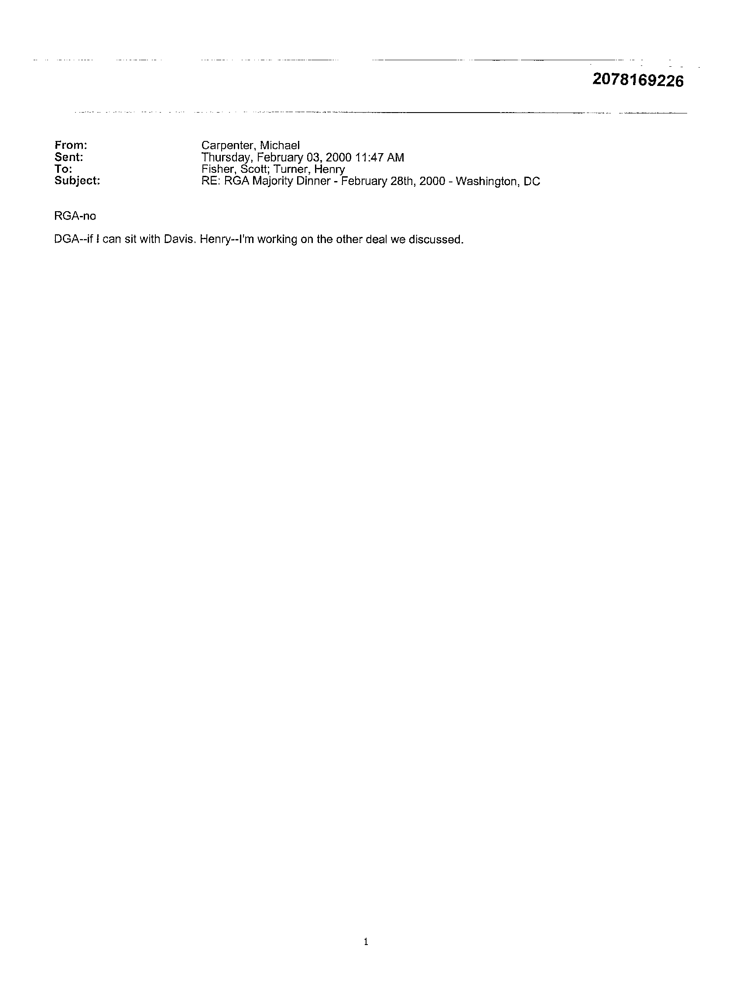 2078169226
From: Carpenter, Michael
Sent: Thursday, February 03, 2000 11:47 AM
To: Fisher, Scott; Turner, Henry
Subject: RE: RGA Majority Dinner - February 28th, 2000 - Washington, DC
RGA-no
DGA--if I can sit with Davis. Henry--I'm working on the other deal we discussed.
1